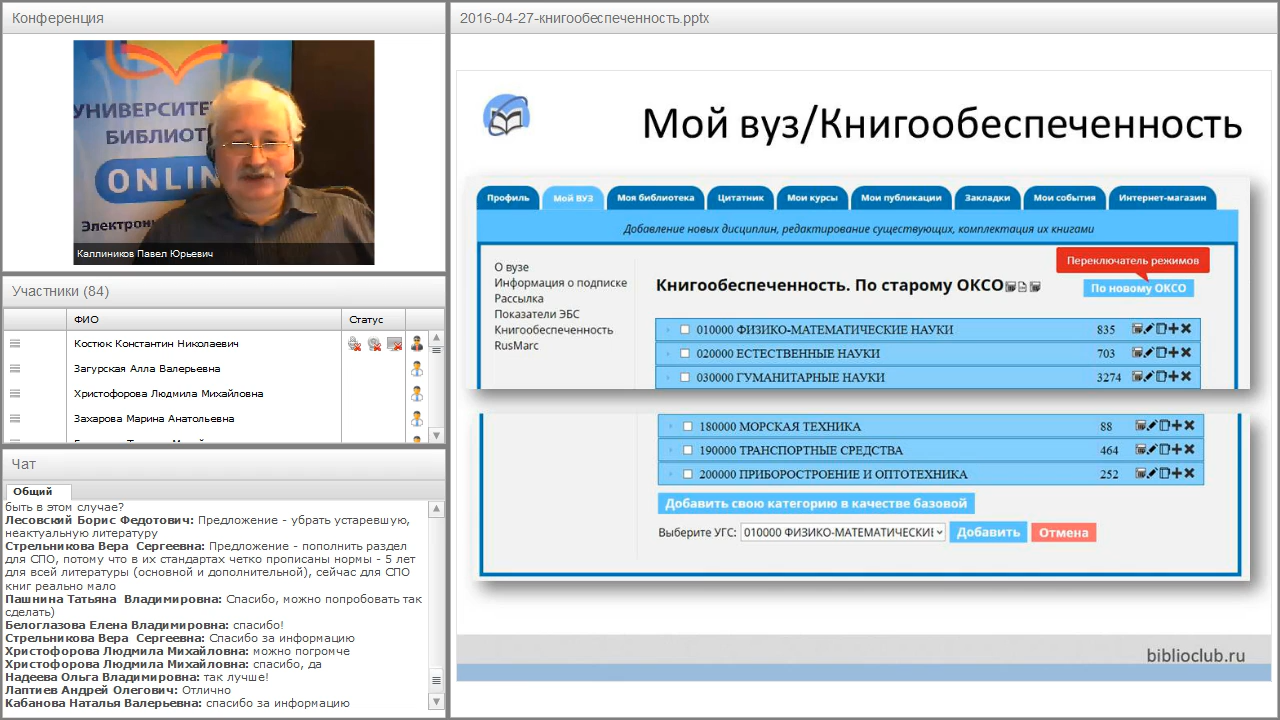 Конференция
УНИВЕРСИТЕ
БИБЛИОТ
ONLIN
Электрон
Каллиников Павел Юрьевич
Участники (84)
ФИО Статус
Костюк Константин Николаевич
Загурская Алла Валерьевна
Христофорова Людмила Михайловна
Захарова Марина Анатольевна
Чат
Общий
быть в этом случае?
Лесовский Борис Федотович: Предложение - убрать устаревшую,
неактуальную литературу
Стрельникова Вера Сергеевна: Предложение - пополнить раздел
для СПО, потому что в их стандартах четко прописаны нормы - 5 лет
для всей литературы (основной и дополнительной), сейчас для СПО
книг реально мало
Пашнина Татьяна Владимировна: Спасибо, можно попробовать так
сделать)
Белоглазова Елена Владимировна: спасибо!
Стрельникова Вера Сергеевна: Спасибо за информацию
Христофорова Людмила Михайловна: можно погромче
Христофорова Людмила Михайловна: спасибо, да
Надеева Ольга Владимировна: так лучше!
Лаптиев Андрей Олегович: Отлично
Кабанова Наталья Валерьевна: спасибо за информацию
2016-04-27-книгообеспеченность.pptx
Мой вуз/Книгообеспеченность
Профиль Мой ВУЗ Моя библиотека Цитатник Мои курсы Мои публикации Закладки Мои события Интернет-магазин
Добавление новых дисциплин, редактирование существующих, комплектация их книгами
О вузе
Информация о подписке
Рассылка
Показатели ЭБС
Книгообеспеченность
RusMarc
Переключатель режимов
Книгообеспеченность. По старому ОКСО
По новому ОКСО
010000 ФИЗИКО-МАТЕМАТИЧЕСКИЕ НАУКИ 835
020000 ЕСТЕСТВЕННЫЕ НАУКИ 703
030000 ГУМАНИТАРНЫЕ НАУКИ 3274
180000 МОРСКАЯ ТЕХНИКА 88
190000 ТРАНСПОРТНЫЕ СРЕДСТВА 464
200000 ПРИБОРОСТРОЕНИЕ И ОПТОТЕХНИКА 252
Добавить свою категорию в качестве базовой
Выберите УГС: 010000 ФИЗИКО-МАТЕМАТИЧЕСКИЕ Добавить Отмена
biblioclub.ru